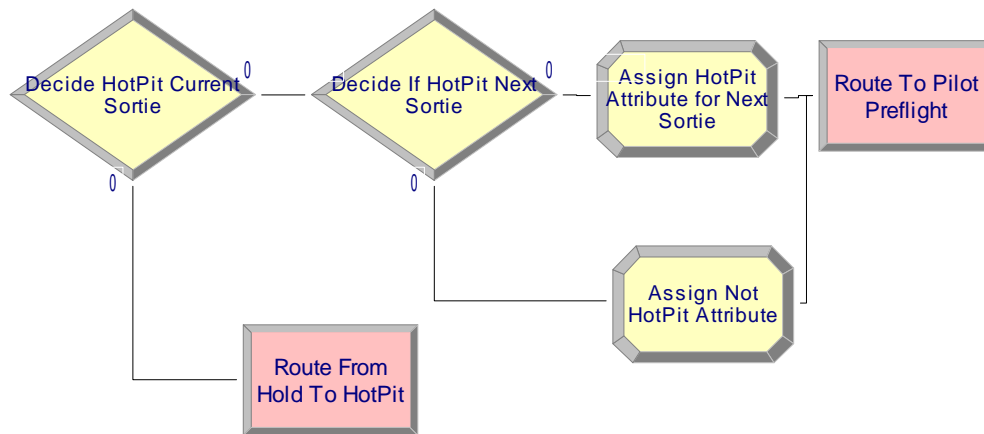 Decide HotPit Current
Sortie
0
0
Decide If HotPit Next
Sortie
0
0
Assign HotPit
Attribute for Next
Sortie
Route To Pilot
Preflight
Assign Not
HotPit Attribute
Route From
Hold To HotPit